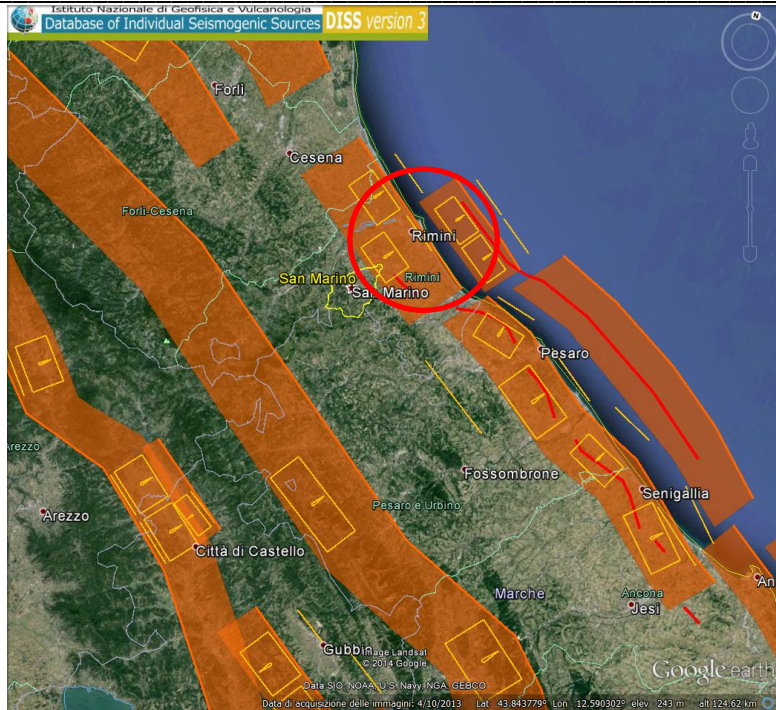 Istituto Nazionale di Geofisica e Vulcanologia
Database of Individual Seismogenic Sources DISS version 3
N
Forlì
Cesena
Forlì-Cesena
Rimini
San Marino
Rimini
San Marino
Pesaro
Arezzo
Fossombrone
Senigallia
Pesaro e Urbino
Arezzo
Città di Castello
Marche
Ancona
An
Jesi
Gubbio
Image Landsat
© 2014 Google
Google earth
Data SIO, NOAA, U.S. Navy, NGA, GEBCO
Data di acquisizione delle immagini: 4/10/2013 Lat 43.843779° Lon 12.590302° elev 243 m alt 124.62 km